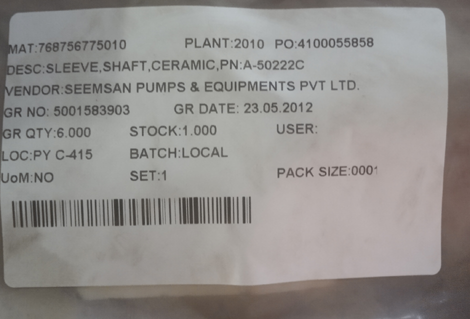 MAT:768756775010 PLANT:2010 PO:4100055858
DESC:SLEEVE,SHAFT,CERAMIC,PN:A-50222C
VENDOR:SEEMSAN PUMPS & EQUIPMENTS PVT LTD.
GR NO: 5001583903 GR DATE: 23.05.2012
GR QTY:6.000 STOCK:1.000 USER:
LOC:PY C-415 BATCH:LOCAL
UoM:NO SET:1 PACK SIZE:0001